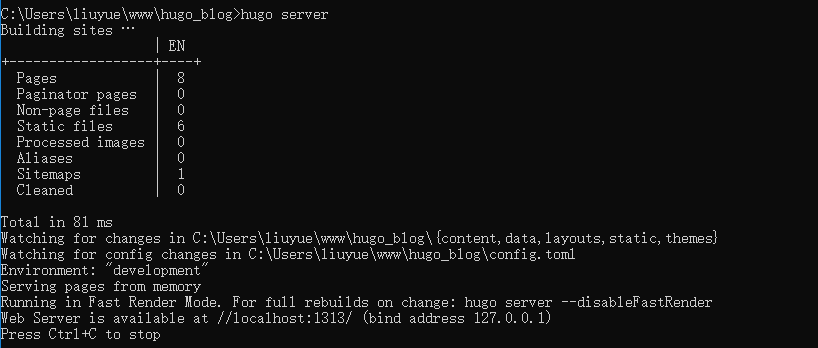 C:\Users\liuyue\www\hugo_blog>hugo server
Building sites …
                   | EN
+------------------+----+
  Pages            |  8
  Paginator pages  |  0
  Non-page files   |  0
  Static files     |  6
  Processed images |  0
  Aliases          |  0
  Sitemaps         |  1
  Cleaned          |  0
Total in 81 ms
Watching for changes in C:\Users\liuyue\www\hugo_blog\{content,data,layouts,static,themes}
Watching for config changes in C:\Users\liuyue\www\hugo_blog\config.toml
Environment: "development"
Serving pages from memory
Running in Fast Render Mode. For full rebuilds on change: hugo server --disableFastRender
Web Server is available at //localhost:1313/ (bind address 127.0.0.1)
Press Ctrl+C to stop